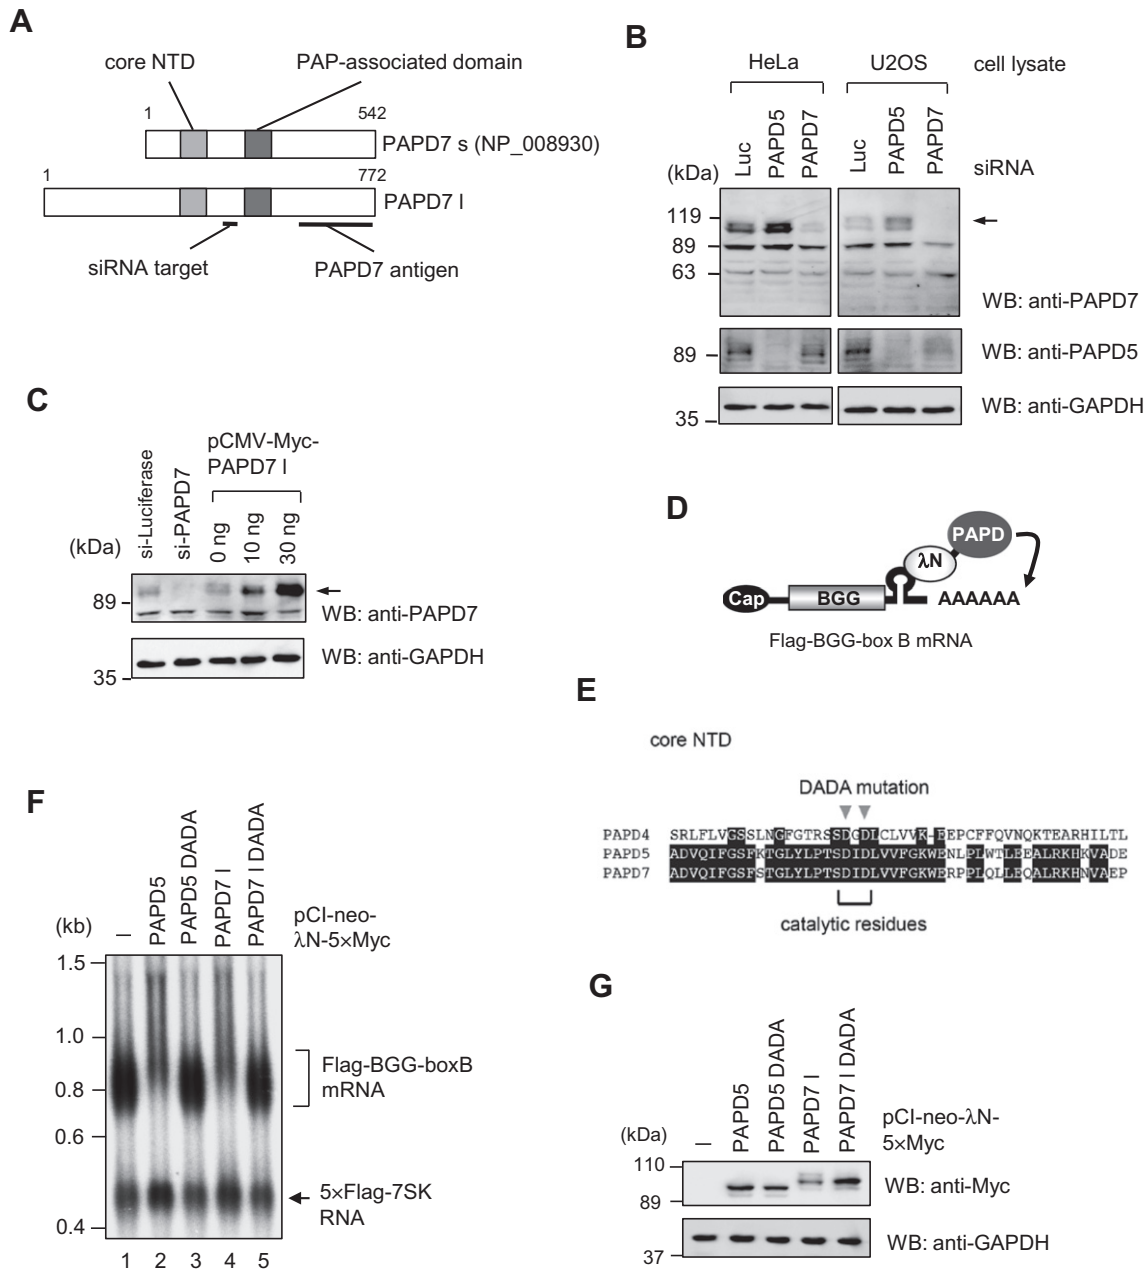 A
core NTD
PAP-associated domain
1
542
PAPD7 s (NP_008930)
1
772
PAPD7 l
siRNA target
PAPD7 antigen
B
HeLa
U2OS
cell lysate
Luc
PAPD5
PAPD7
Luc
PAPD5
PAPD7
siRNA
(kDa)
119
89
63
WB: anti-PAPD7
89
WB: anti-PAPD5
35
WB: anti-GAPDH
C
pCMV-Myc-
PAPD7 l
si-Luciferase
si-PAPD7
0 ng
10 ng
30 ng
(kDa)
89
WB: anti-PAPD7
35
WB: anti-GAPDH
D
PAPD
λN
Cap
BGG
AAAAAA
Flag-BGG-box B mRNA
E
core NTD
DADA mutation
PAPD4 SRLFLVGSSLNGFGTRSSDGDLCLVVK-EEPCFFQVNQKTEARHILTL
PAPD5 ADVQIFGSFKTGLYLPTSDIDLVVFGKWENLPLWTLEEALRKHKVADE
PAPD7 ADVQIFGSFSTGLYLPTSDIDLVVFGKWERPPLQLLEQALRKHNVAEP
catalytic residues
F
–
PAPD5
PAPD5 DADA
PAPD7 l
PAPD7 l DADA
pCI-neo-
λN-5×Myc
(kb)
1.5
1.0
0.8
0.6
0.4
Flag-BGG-boxB
mRNA
5×Flag-7SK
RNA
1 2 3 4 5
G
–
PAPD5
PAPD5 DADA
PAPD7 l
PAPD7 l DADA
pCI-neo-λN-
5×Myc
(kDa)
110
89
WB: anti-Myc
37
WB: anti-GAPDH